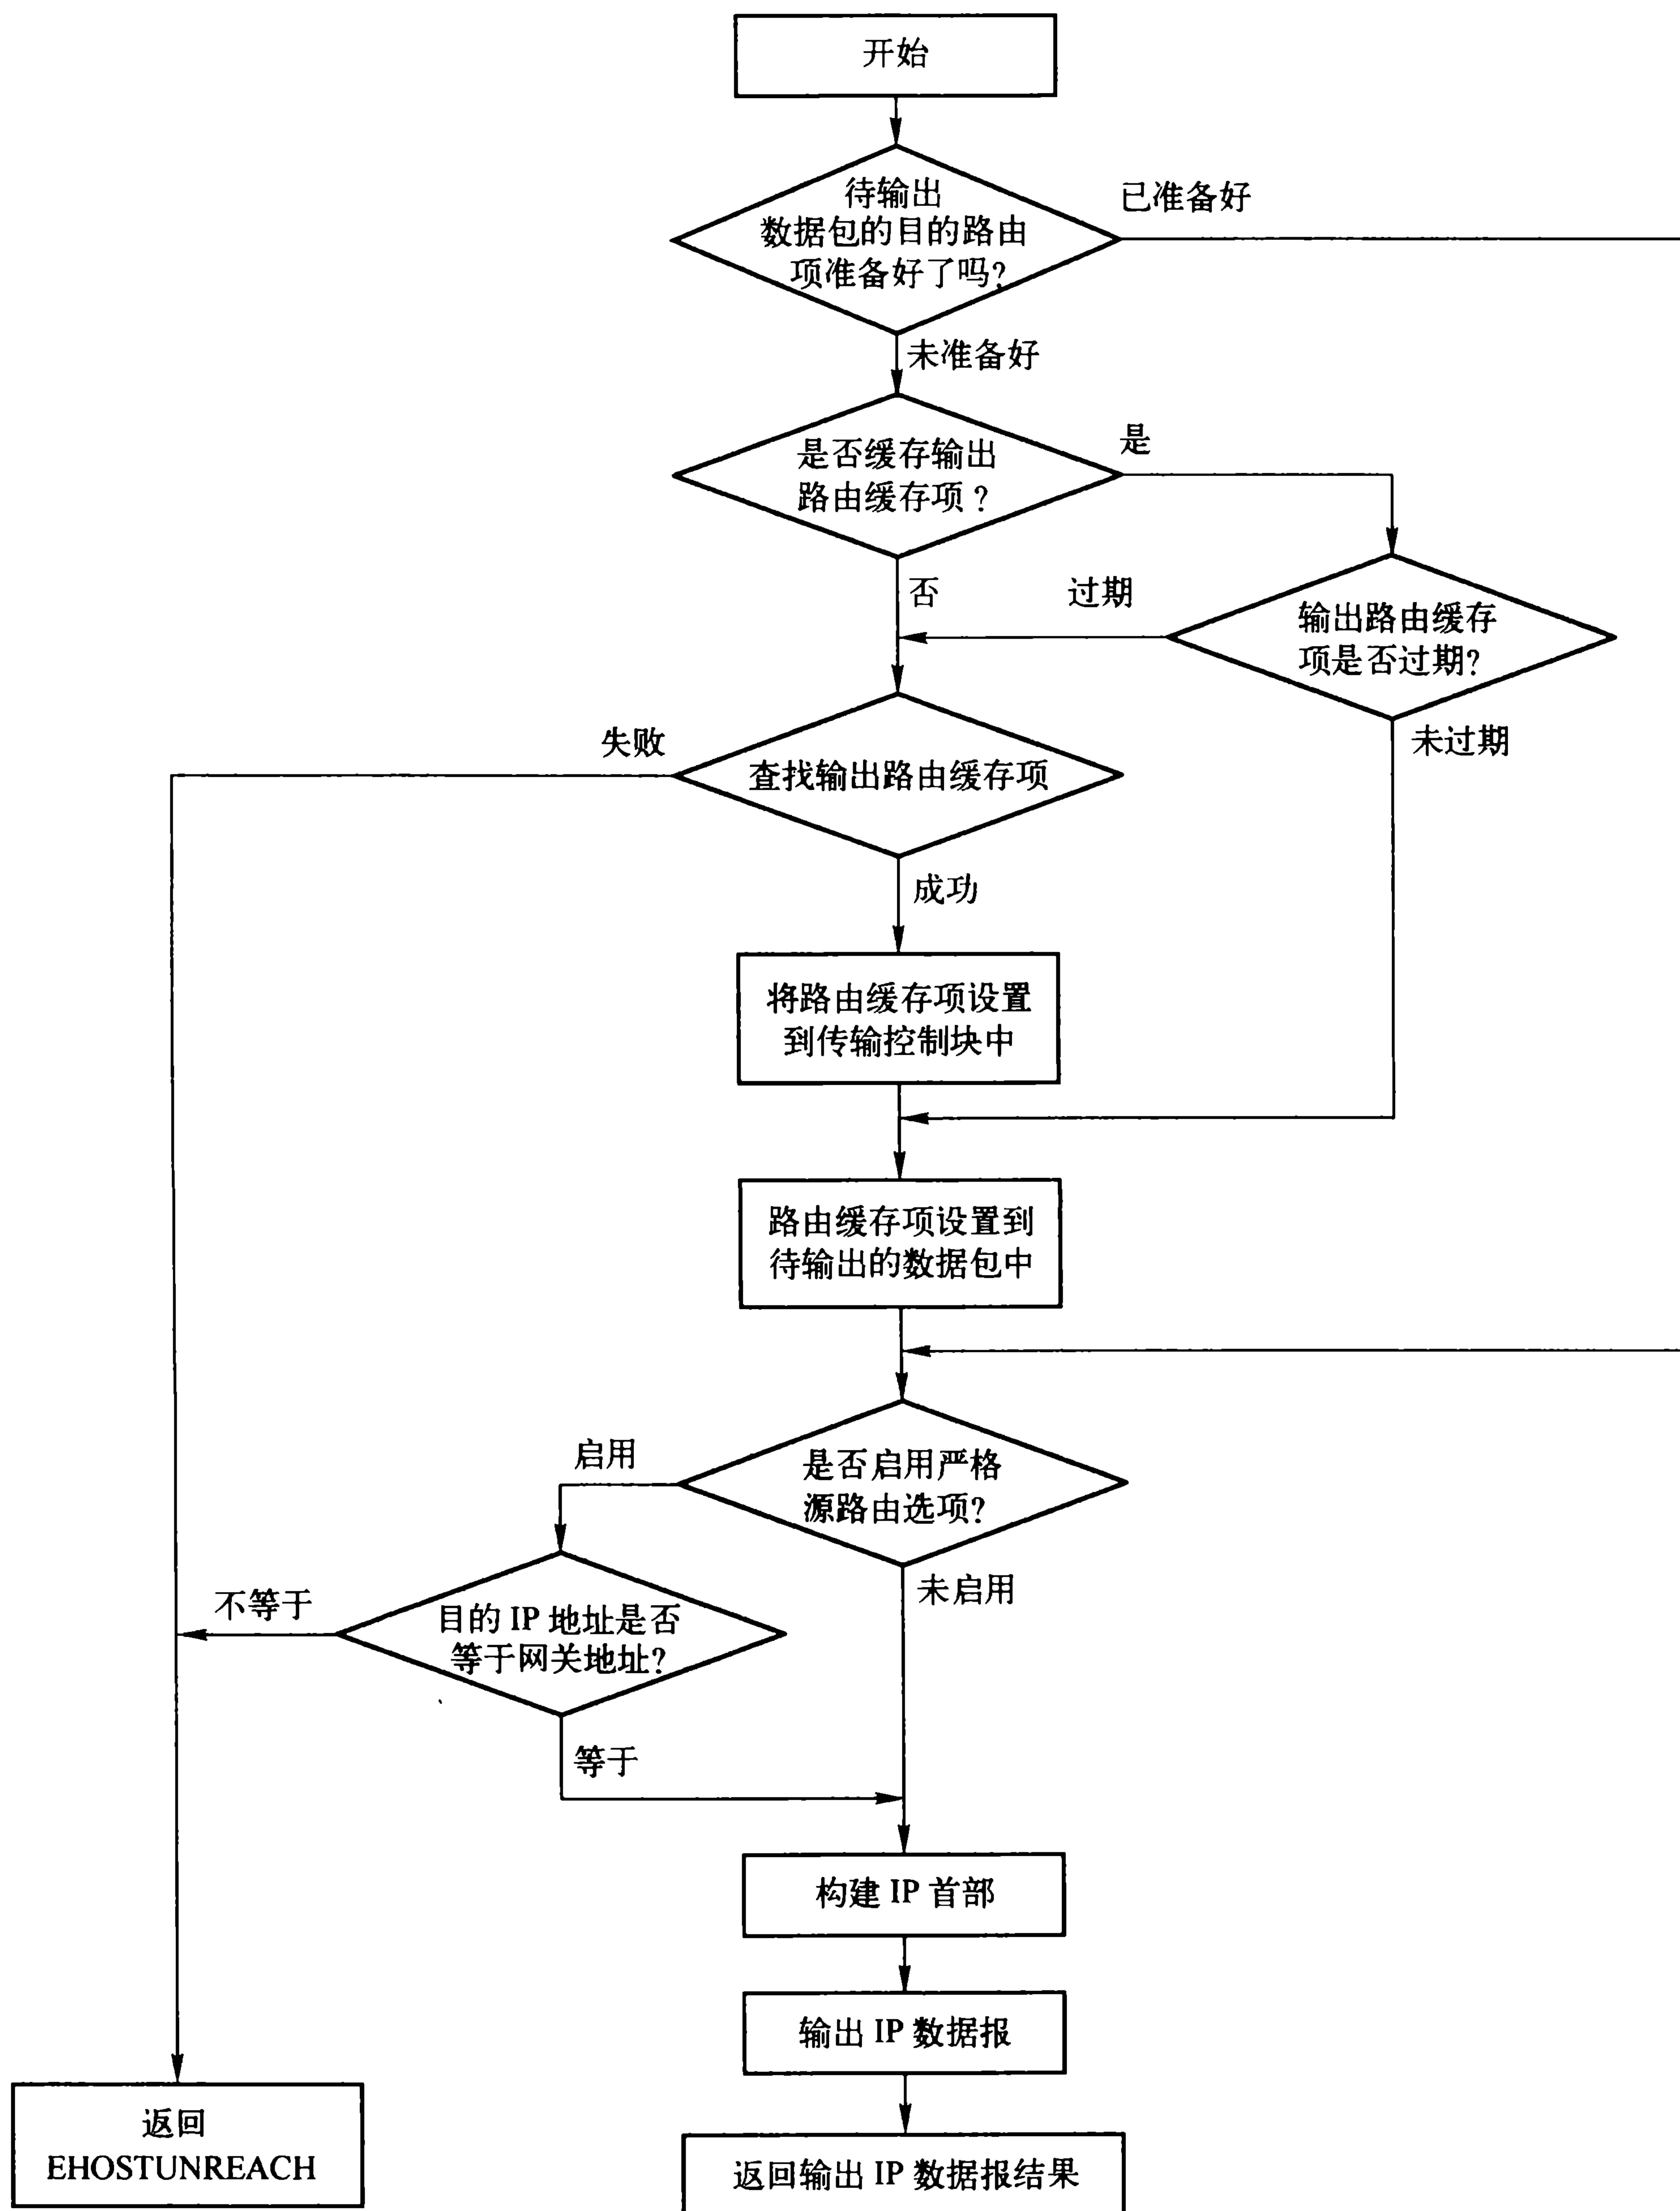 开始
待输出
数据包的目的路由
项准备好了吗?
已准备好
未准备好
是否缓存输出
路由缓存项?
是
否
过期
输出路由缓存
项是否过期?
未过期
失败
查找输出路由缓存项
成功
将路由缓存项设置
到传输控制块中
路由缓存项设置到
待输出的数据包中
启用
是否启用严格
源路由选项?
未启用
不等于
目的 IP 地址是否
等于网关地址?
等于
构建 IP 首部
输出 IP 数据报
返回
EHOSTUNREACH
返回输出 IP 数据报结果